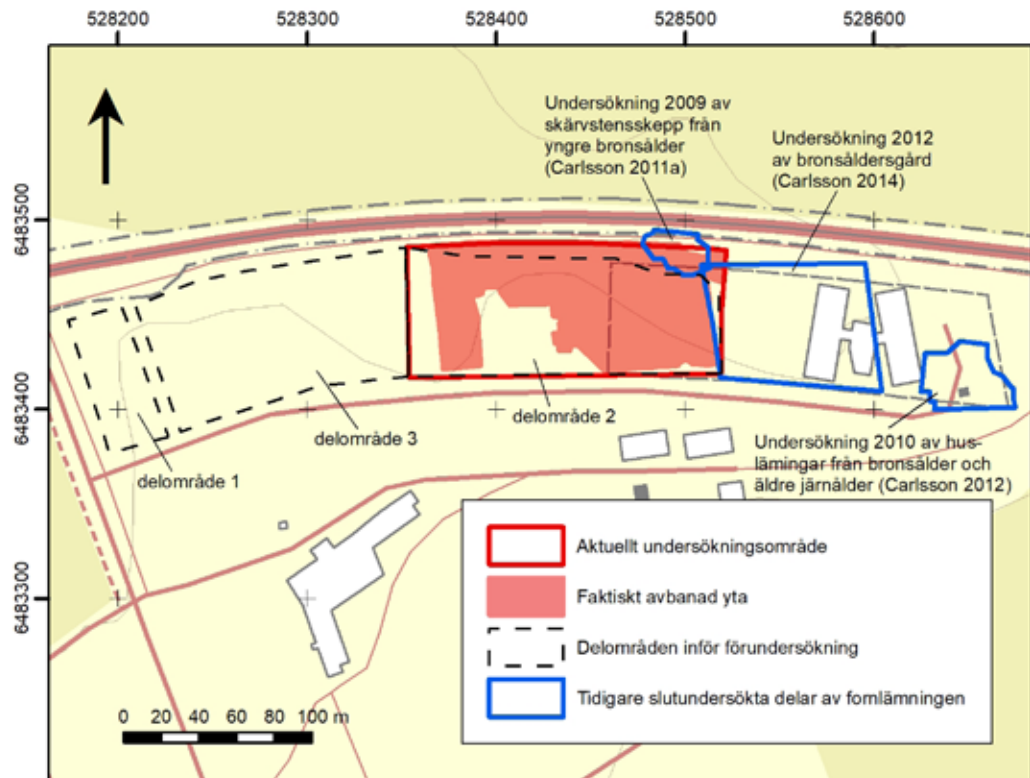 528200
528300
528400
528500
528600
Undersökning 2009 av
skärvstensskepp från
yngre bronsålder
(Carlsson 2011a)
Undersökning 2012
av bronsåldersgård
(Carlsson 2014)
6483500
6483400
6483300
delområde 1
delområde 3
delområde 2
Undersökning 2010 av hus-
lämingar från bronsålder och
äldre järnålder (Carlsson 2012)
Aktuellt undersökningsområde
Faktiskt avbanad yta
Delområden inför förundersökning
Tidigare slutundersökta delar av fornlämningen
0 20 40 60 80 100 m